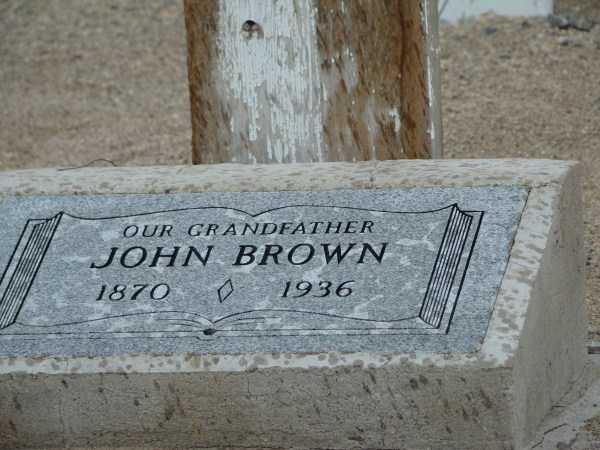 OUR GRANDFATHER
JOHN BROWN
1870 ◊ 1936